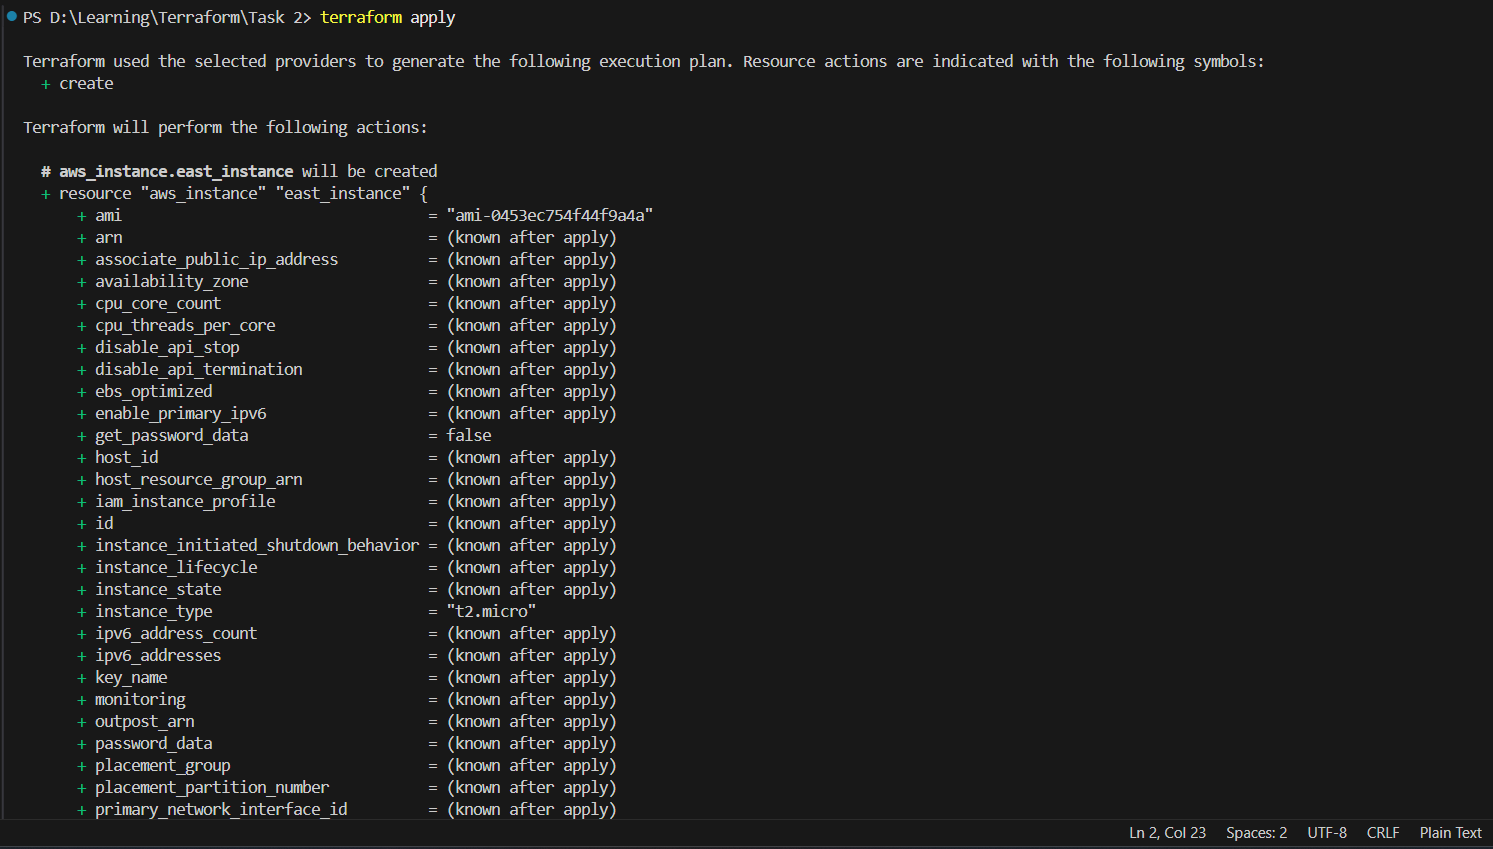 PS D:\Learning\Terraform\Task 2> terraform apply
Terraform used the selected providers to generate the following execution plan. Resource actions are indicated with the following symbols:
+ create
Terraform will perform the following actions:
# aws_instance.east_instance will be created
+ resource "aws_instance" "east_instance" {
+ ami = "ami-0453ec754f44f9a4a"
+ arn = (known after apply)
+ associate_public_ip_address = (known after apply)
+ availability_zone = (known after apply)
+ cpu_core_count = (known after apply)
+ cpu_threads_per_core = (known after apply)
+ disable_api_stop = (known after apply)
+ disable_api_termination = (known after apply)
+ ebs_optimized = (known after apply)
+ enable_primary_ipv6 = (known after apply)
+ get_password_data = false
+ host_id = (known after apply)
+ host_resource_group_arn = (known after apply)
+ iam_instance_profile = (known after apply)
+ id = (known after apply)
+ instance_initiated_shutdown_behavior = (known after apply)
+ instance_lifecycle = (known after apply)
+ instance_state = (known after apply)
+ instance_type = "t2.micro"
+ ipv6_address_count = (known after apply)
+ ipv6_addresses = (known after apply)
+ key_name = (known after apply)
+ monitoring = (known after apply)
+ outpost_arn = (known after apply)
+ password_data = (known after apply)
+ placement_group = (known after apply)
+ placement_partition_number = (known after apply)
+ primary_network_interface_id = (known after apply)
Ln 2, Col 23 Spaces: 2 UTF-8 CRLF Plain Text